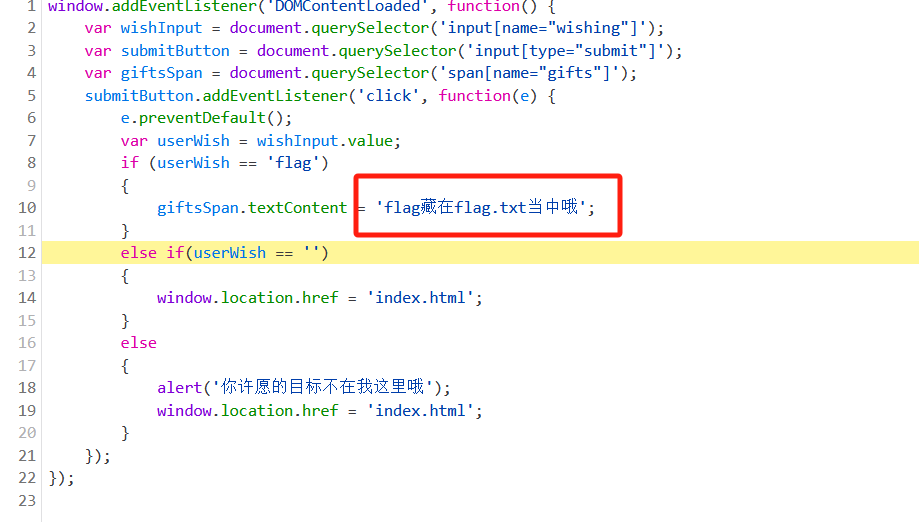 1 window.addEventListener('DOMContentLoaded', function() {
2     var wishInput = document.querySelector('input[name="wishing"]');
3     var submitButton = document.querySelector('input[type="submit"]');
4     var giftsSpan = document.querySelector('span[name="gifts"]');
5     submitButton.addEventListener('click', function(e) {
6         e.preventDefault();
7         var userWish = wishInput.value;
8         if (userWish == 'flag')
9         {
10             giftsSpan.textContent = 'flag藏在flag.txt当中哦';
11         }
12         else if(userWish == '')
13         {
14             window.location.href = 'index.html';
15         }
16         else
17         {
18             alert('你许愿的目标不在我这里哦');
19             window.location.href = 'index.html';
20         }
21     });
22 });
23